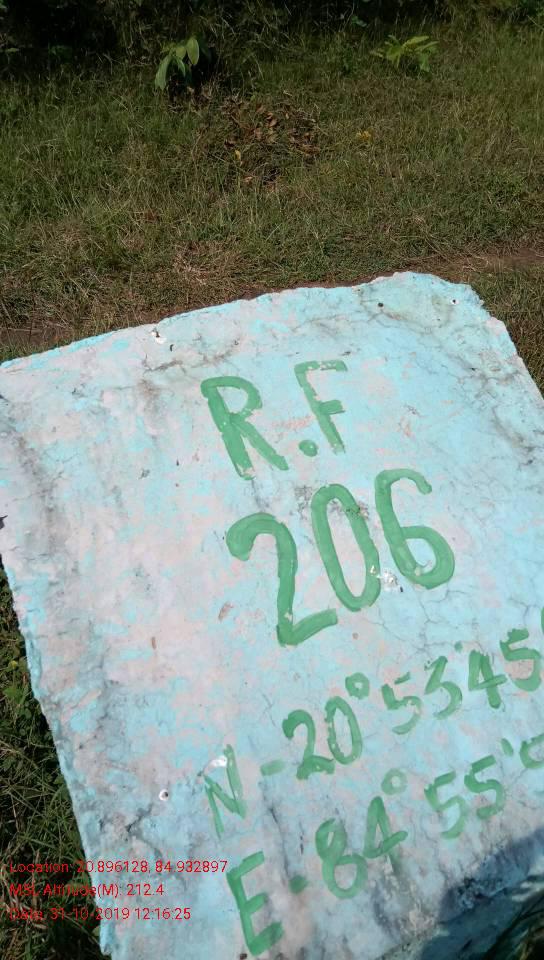 R.F
206
N-20°53'45
E-84°55'
Location: 20.896128, 84.932897
MSL Altitude(M): 212.4
Date: 31-10-2019 12:16:25